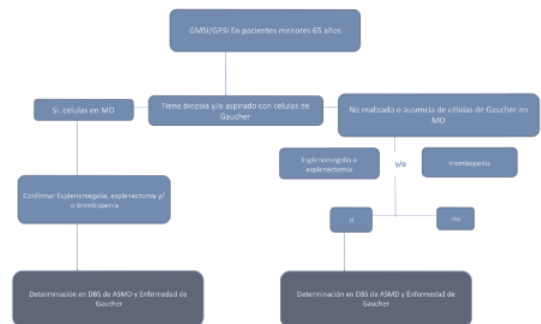 GMSI/GPSI En pacientes menores 65 años
Si. células en MO
Tiene biopsia y/o aspirado con células de
Gaucher
No realizado o ausencia de células de Gaucher en
MO
Esplenomegalia o
esplenectomia
y/o
trombopenia
Confirmar Esplenomegalia, esplenectomia y/
o trombopenia
si
no
Determinación en DBS de ASMD y Enfermedad de
Gaucher
Determinación en DBS de ASMD y Enfermedad de
Gaucher